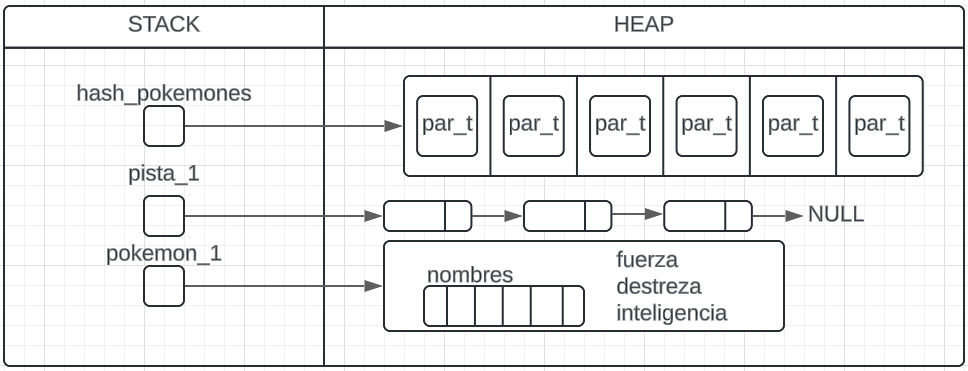 STACK
HEAP
hash_pokemones
par_t par_t par_t par_t par_t par_t
pista_1
NULL
pokemon_1
nombres
fuerza
destreza
inteligencia